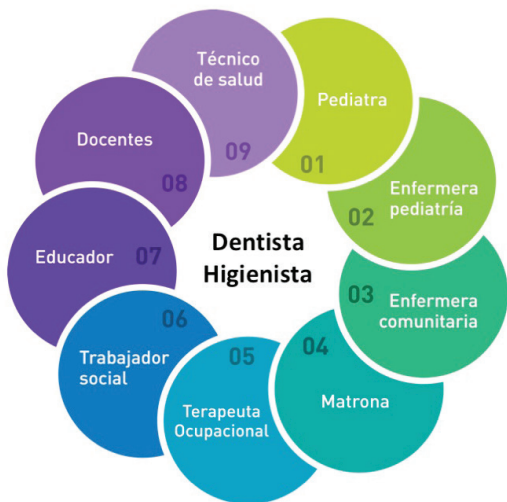 Técnico
de salud
09
Pediatra
01
Enfermera
pediatría
02
Enfermera
comunitaria
03
Matrona
04
Terapeuta
Ocupacional
05
Trabajador
social
06
Educador
07
Docentes
08
Dentista
Higienista